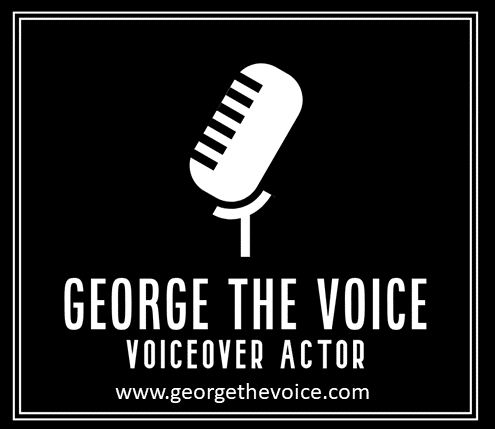 GEORGE THE VOICE
VOICEOVER ACTOR
www.georgethevoice.com